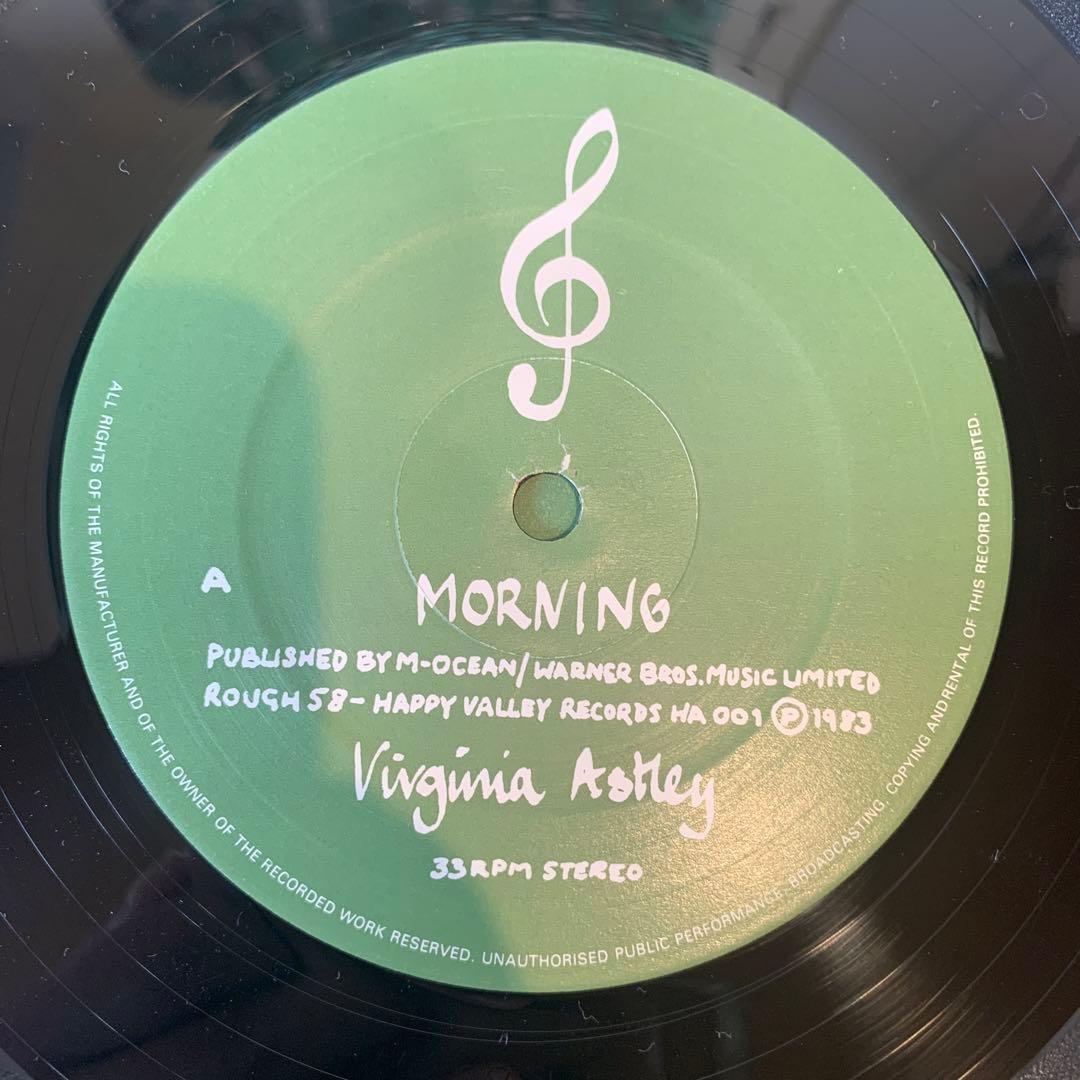 A
MORNING
PUBLISHED BY M-OCEAN/WARNER BROS. MUSIC LIMITED
ROUGH 58 - HAPPY VALLEY RECORDS HA 001 ℗ 1983
Virginia Astley
33 RPM STEREO
ALL RIGHTS OF THE MANUFACTURER AND OF THE OWNER OF THE RECORDED WORK RESERVED. UNAUTHORISED PUBLIC PERFORMANCE, BROADCASTING, COPYING ANDRENTAL OF THIS RECORD PROHIBITED.